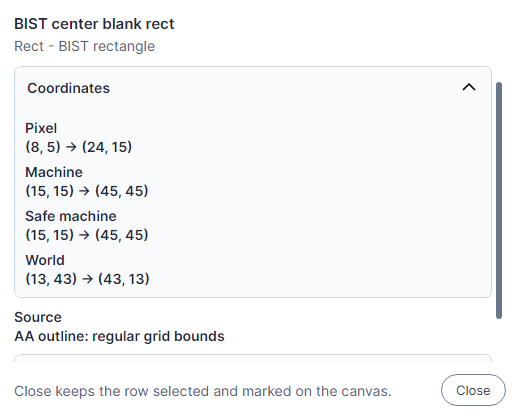 BIST center blank rect
Rect - BIST rectangle
Coordinates
Pixel
(8, 5) → (24, 15)
Machine
(15, 15) → (45, 45)
Safe machine
(15, 15) → (45, 45)
World
(13, 43) → (43, 13)
Source
AA outline: regular grid bounds
Close keeps the row selected and marked on the canvas.
Close